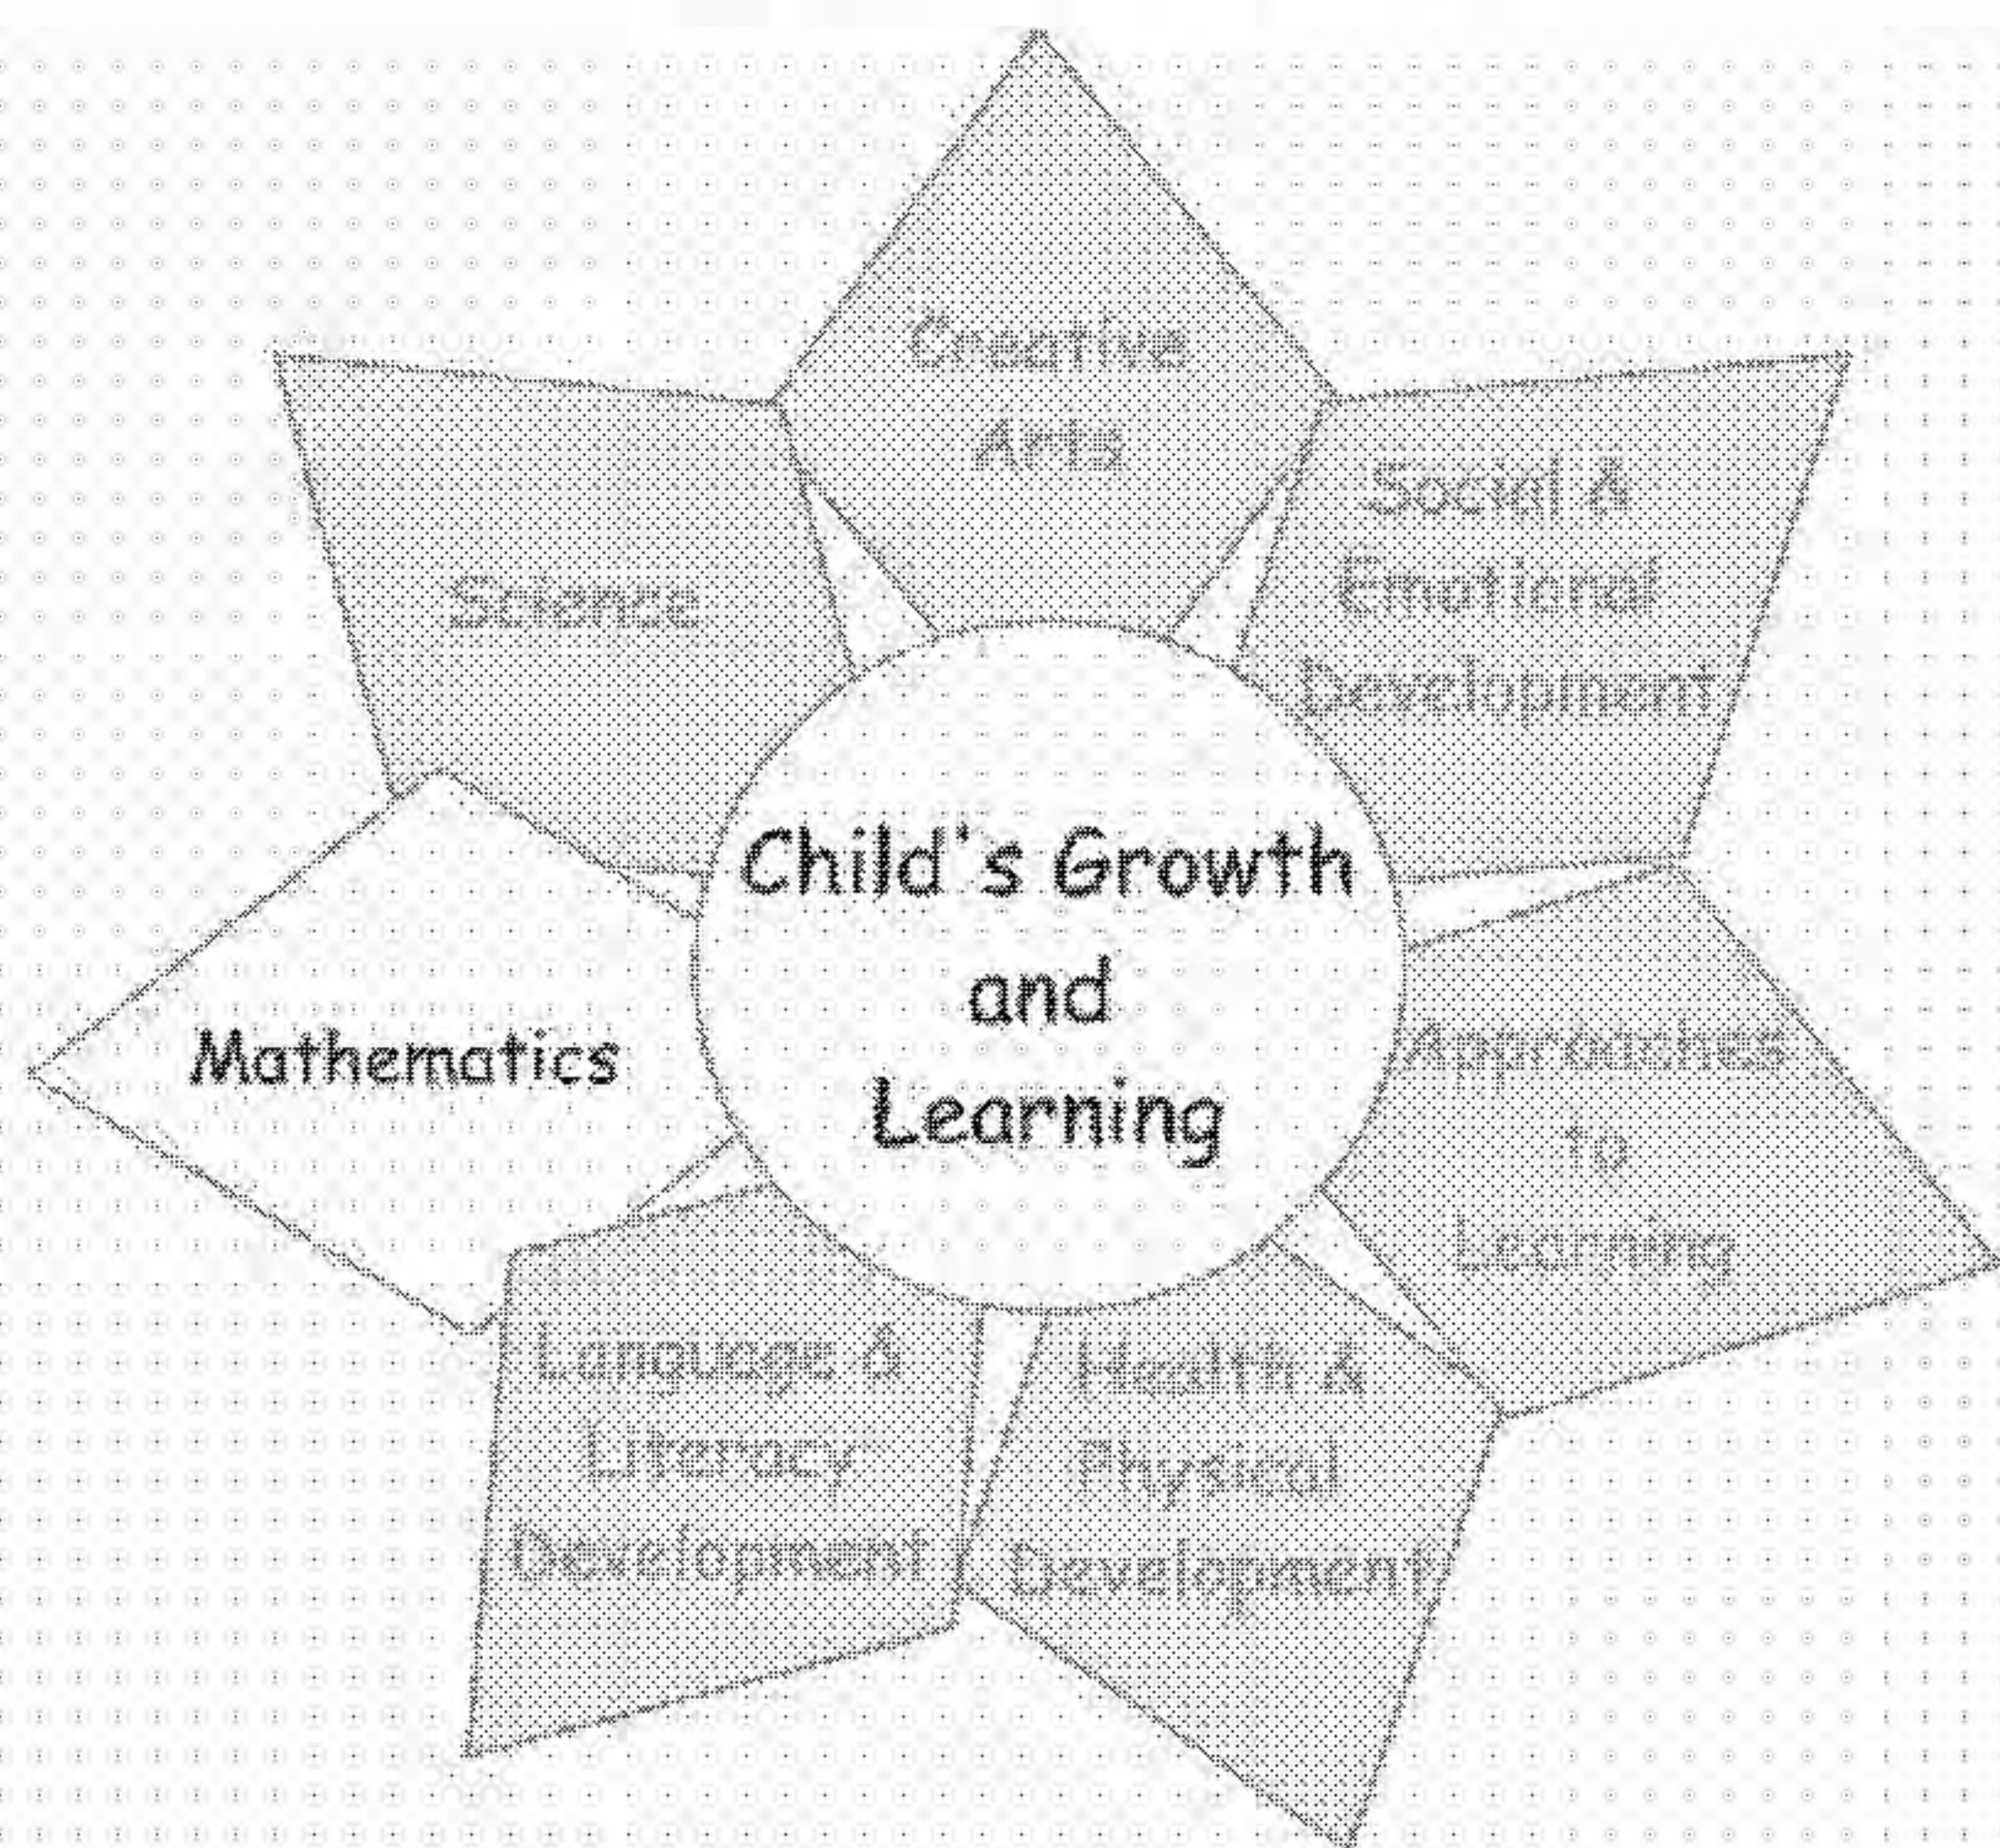 Creative
Arts
Social &
Emotional
Development
Science
Child's Growth
and
Learning
Mathematics
Approaches
to
Learning
Language &
Literacy
Development
Health &
Physical
Development